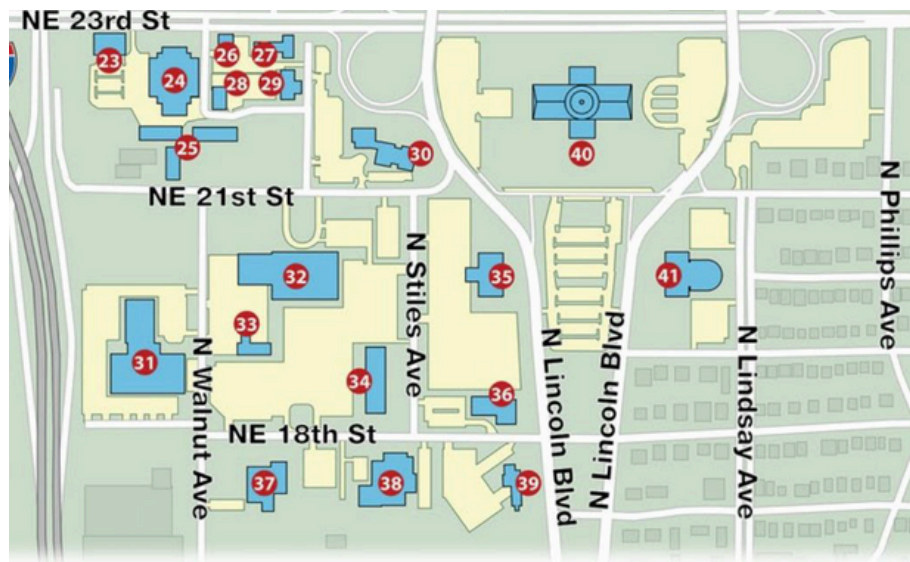 NE 23rd St
23
24
26
27
28
29
25
30
40
NE 21st St
N Phillips Ave
32
N Stiles Ave
35
41
33
31
N Walnut Ave
34
36
N Lincoln Blvd
N Lincoln Blvd
N Lindsay Ave
NE 18th St
37
38
39